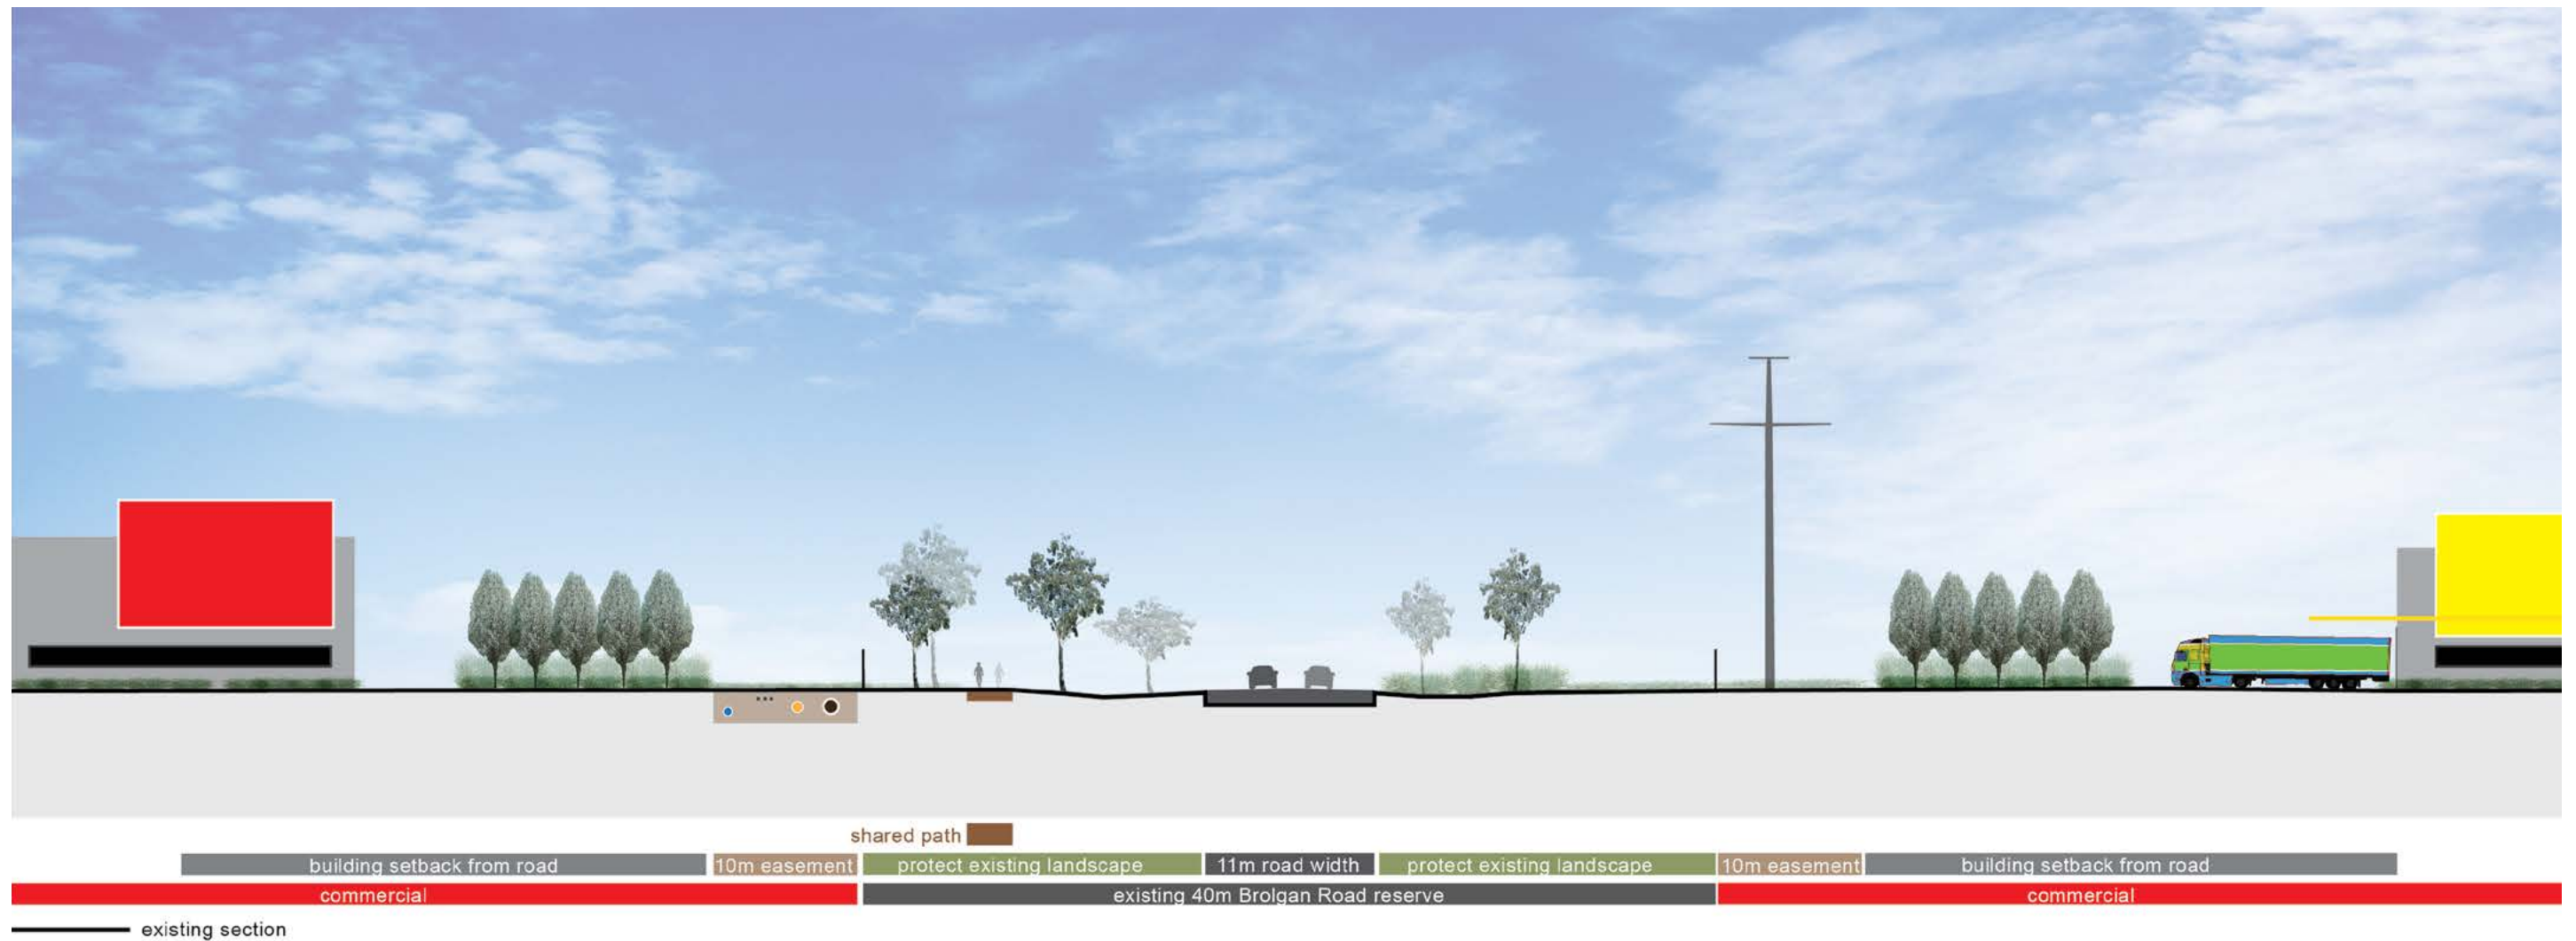 shared path
building setback from road
10m easement
protect existing landscape
11m road width
protect existing landscape
10m easement
building setback from road
commercial
existing 40m Brolgan Road reserve
commercial
existing section